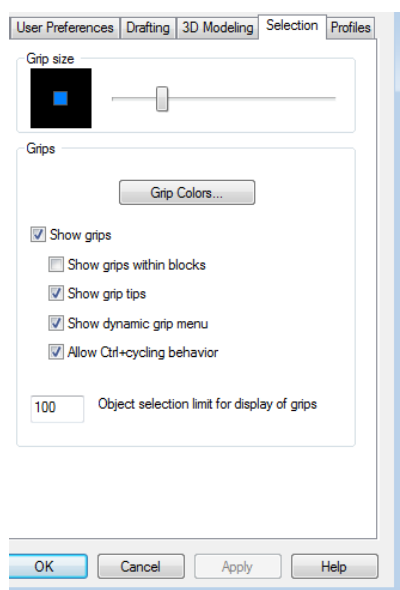 User Preferences Drafting 3D Modeling Selection Profiles
Grip size
Grips
Grip Colors...
Show grips
Show grips within blocks
Show grip tips
Show dynamic grip menu
Allow Ctrl+cycling behavior
100 Object selection limit for display of grips
OK Cancel Apply Help